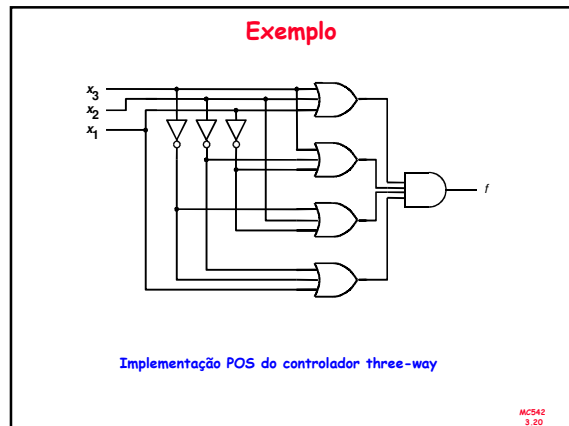 Exemplo
x3
x2
x1
f
Implementação POS do controlador three-way
MC542
3.20